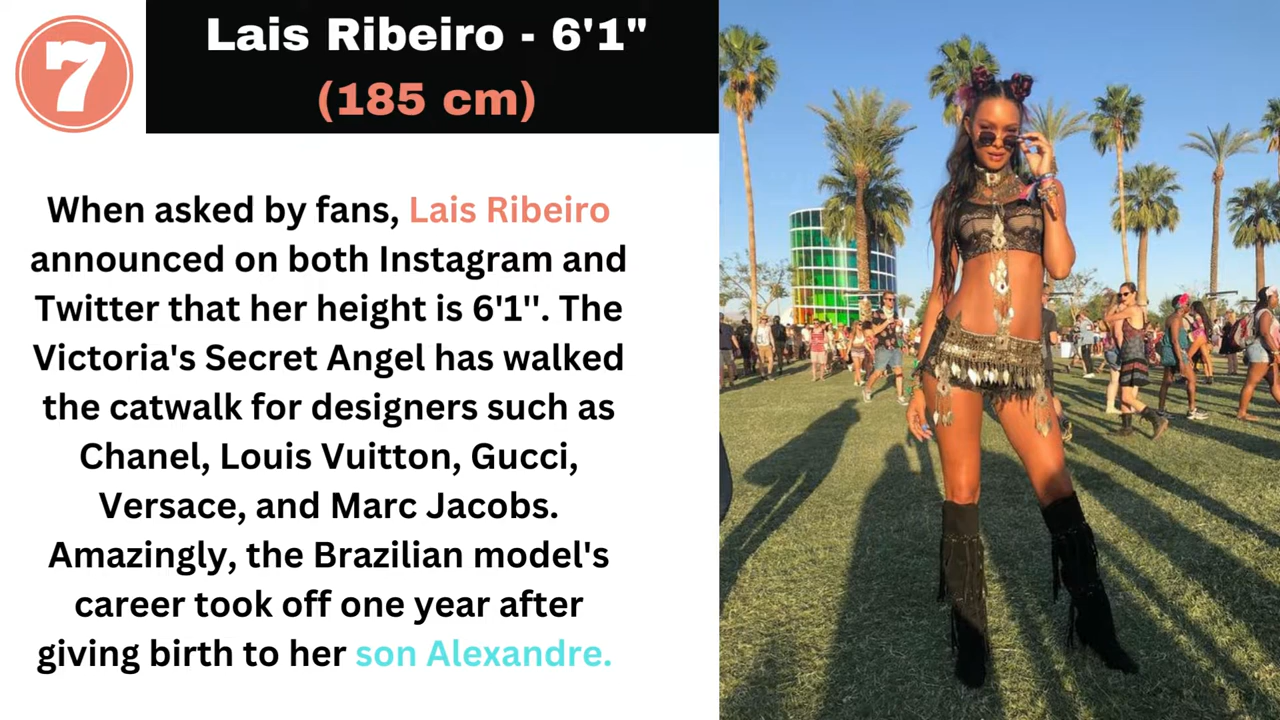 7
Lais Ribeiro - 6'1"
(185 cm)
When asked by fans, Lais Ribeiro
announced on both Instagram and
Twitter that her height is 6'1''. The
Victoria's Secret Angel has walked
the catwalk for designers such as
Chanel, Louis Vuitton, Gucci,
Versace, and Marc Jacobs.
Amazingly, the Brazilian model's
career took off one year after
giving birth to her son Alexandre.